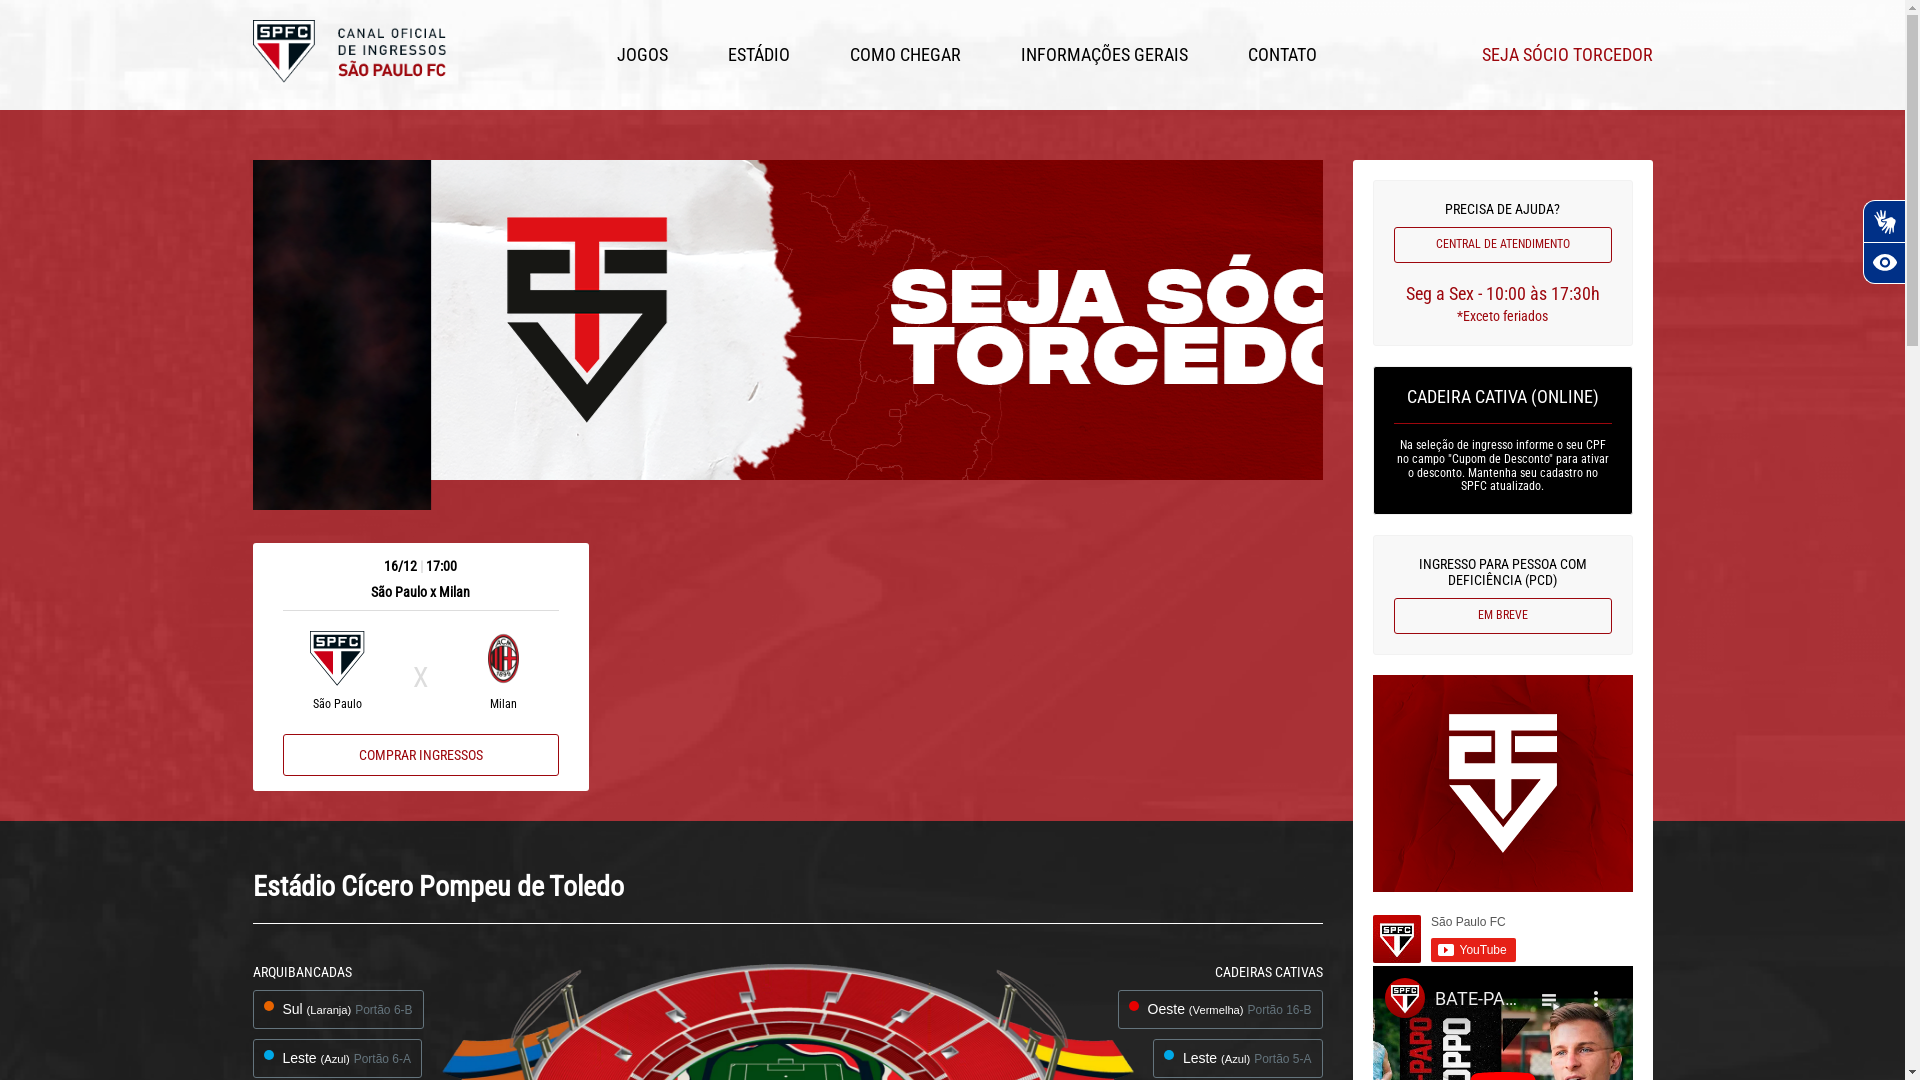 SPFC
CANAL OFICIAL
DE INGRESSOS
SÃO PAULO FC
JOGOS
ESTÁDIO
COMO CHEGAR
INFORMAÇÕES GERAIS
CONTATO
SEJA SÓCIO TORCEDOR
SEJA SÓC
TORCEDO
PRECISA DE AJUDA?
CENTRAL DE ATENDIMENTO
Seg a Sex - 10:00 às 17:30h
*Exceto feriados
CADEIRA CATIVA (ONLINE)
Na seleção de ingresso informe o seu CPF
no campo "Cupom de Desconto" para ativar
o desconto. Mantenha seu cadastro no
SPFC atualizado.
INGRESSO PARA PESSOA COM
DEFICIÊNCIA (PCD)
EM BREVE
16/12 | 17:00
São Paulo x Milan
SPFC
X
São Paulo
Milan
COMPRAR INGRESSOS
Estádio Cícero Pompeu de Toledo
ARQUIBANCADAS
Sul (Laranja) Portão 6-B
Leste (Azul) Portão 6-A
CADEIRAS CATIVAS
Oeste (Vermelha) Portão 16-B
Leste (Azul) Portão 5-A
SPFC
São Paulo FC
YouTube
SPFC
BATE-PA...